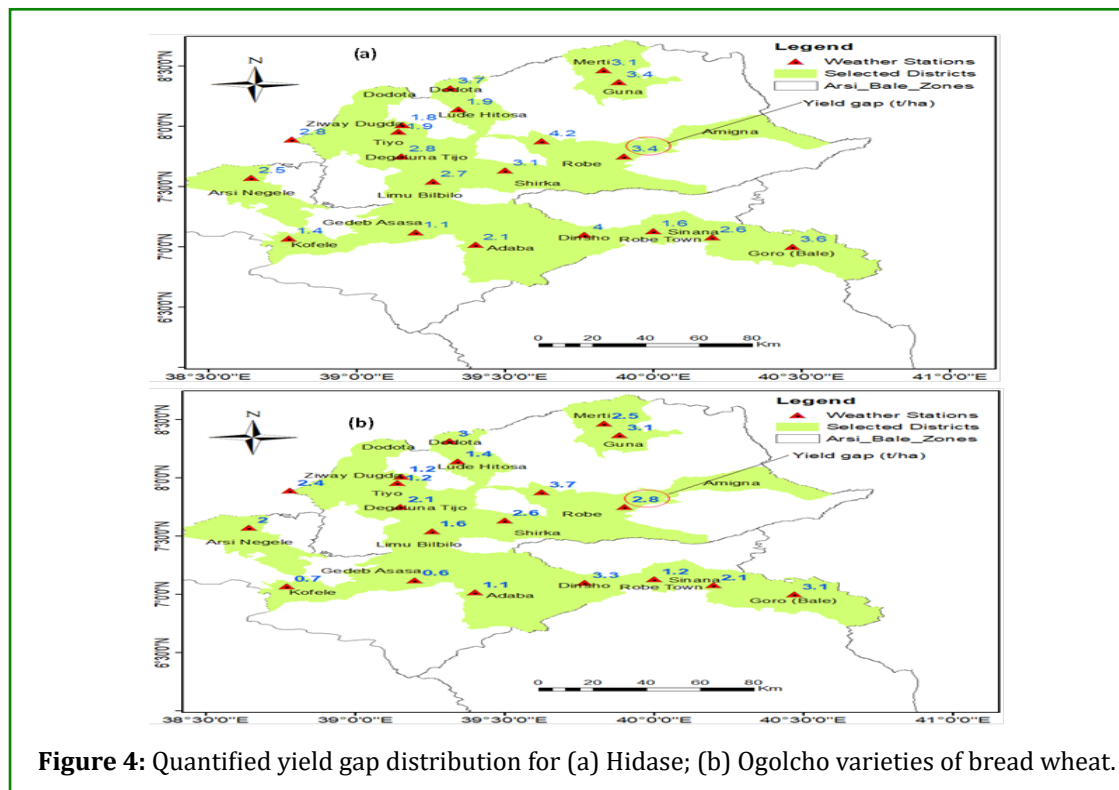 (a)
Legend
Weather Stations
Selected Districts
Arsi_Bale_Zones
Yield gap (t/ha)
Z
8°30'0"N
8°0'0"N
7°30'0"N
7°0'0"N
6°30'0"N
Merti 3.1
3.4
Guna
3.7
Dodota
Dodota
1.9
Lude Hitosa
1.8
Ziway Dugda
1.9
Tiyo
2.8
4.2
3.4
Amigna
Robe
2.8
Degeluna Tijo
3.1
Shirka
2.7
Limu Bilbilo
2.5
Arsi Negele
1.4
Kofele
Gedeb Asasa
1.1
2.1
Adaba
4
Dinsho
1.6
Sinana
Robe Town
2.6
3.6
Goro (Bale)
0 20 40 60 80
Km
38°30'0"E 39°0'0"E 39°30'0"E 40°0'0"E 40°30'0"E 41°0'0"E
(b)
Legend
Weather Stations
Selected Districts
Arsi_Bale_Zones
Yield gap (t/ha)
Z
8°30'0"N
8°0'0"N
7°30'0"N
7°0'0"N
6°30'0"N
Merti 2.5
3.1
Guna
3
Dodota
Dodota
1.4
Lude Hitosa
1.2
Ziway Dugda
1.2
Tiyo
2.4
3.7
2.8
Amigna
Robe
2.1
Degeluna Tijo
2.6
Shirka
1.6
Limu Bilbilo
2
Arsi Negele
0.7
Kofele
Gedeb Asasa
0.6
1.1
Adaba
3.3
Dinsho
1.2
Sinana
Robe Town
2.1
3.1
Goro (Bale)
0 20 40 60 80
Km
38°30'0"E 39°0'0"E 39°30'0"E 40°0'0"E 40°30'0"E 41°0'0"E
Figure 4: Quantified yield gap distribution for (a) Hidase; (b) Ogolcho varieties of bread wheat.